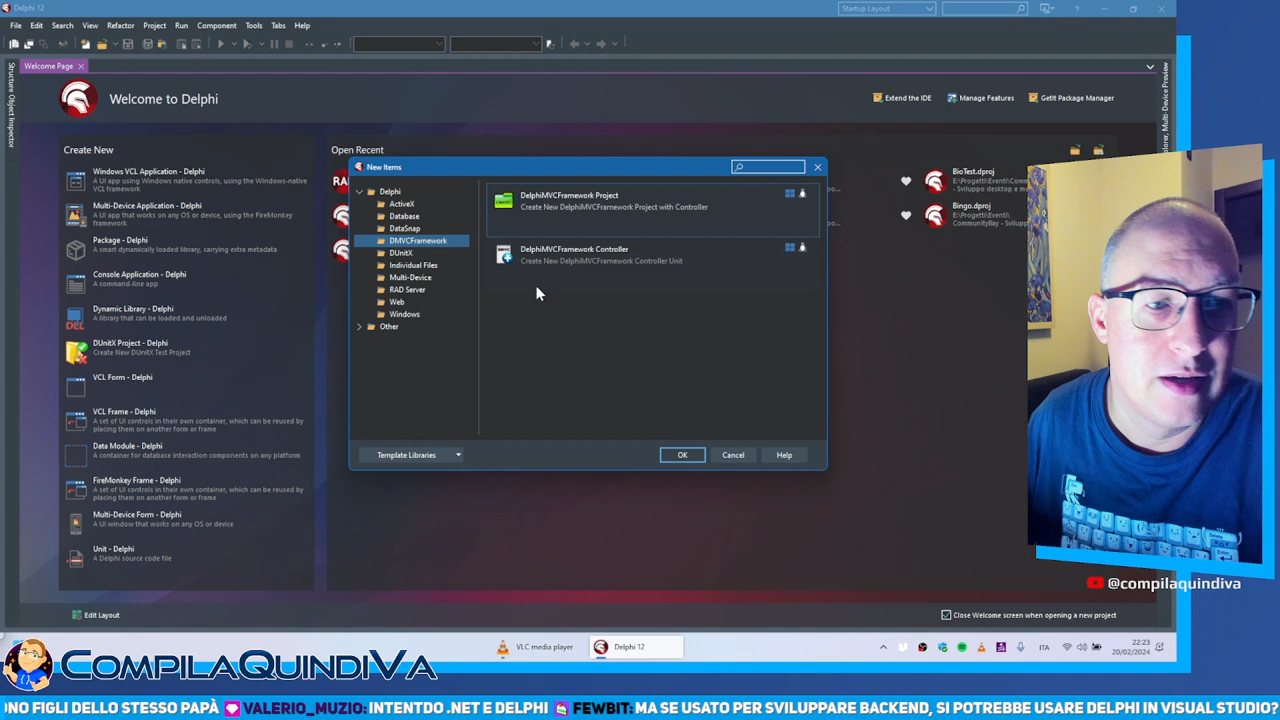 Delphi 12
Startup Layout
File Edit Search View Refactor Project Run Component Tools Tabs Help
Welcome Page
Structure Object Inspector
Welcome to Delphi
Extend the IDE
Manage Features
GetIt Package Manager
Multi-Device Preview
Create New
Windows VCL Application - Delphi
A UI app using Windows native controls, using the Windows-native VCL framework
Multi-Device Application - Delphi
A UI app that works on any OS or device, using the FireMonkey framework
Package - Delphi
A smart dynamically loaded library, carrying extra metadata
Console Application - Delphi
A command-line app
Dynamic Library - Delphi
A library that can be loaded and unloaded
DUnitX Project - Delphi
Create New DUnitX Test Project
VCL Form - Delphi
VCL Frame - Delphi
A set of UI controls in their own container, which can be reused by placing them on another form or frame
Data Module - Delphi
A container for database interaction components on any platform
FireMonkey Frame - Delphi
A set of UI controls in their own container, which can be reused by placing them on another form or frame
Multi-Device Form - Delphi
A UI window that works on any OS or device
Unit - Delphi
A Delphi source code file
Edit Layout
Open Recent
BioTest.dproj
Bingo.dproj
Close Welcome screen when opening a new project
New Items
Delphi
ActiveX
Database
DataSnap
DMVCFramework
DUnitX
Individual Files
Multi-Device
RAD Server
Web
Windows
Other
DelphiMVCFramework Project
Create New DelphiMVCFramework Project with Controller
DelphiMVCFramework Controller
Create New DelphiMVCFramework Controller Unit
Template Libraries
OK
Cancel
Help
@compilaquindiva
VLC media player
Delphi 12
ITA
22:23
20/02/2024
CompilaQuindiVa
ONO FIGLI DELLO STESSO PAPÀ VALERIO_MUZIO: INTENTDO .NET E DELPHI FEWBIT: MA SE USATO PER SVILUPPARE BACKEND, SI POTREBBE USARE DELPHI IN VISUAL STUDIO?